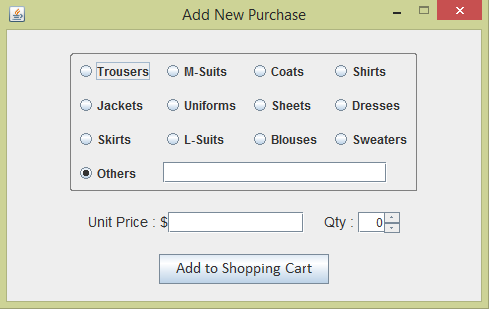 Add New Purchase
Trousers M-Suits Coats Shirts
Jackets Uniforms Sheets Dresses
Skirts L-Suits Blouses Sweaters
Others
Unit Price : $ Qty : 0
Add to Shopping Cart